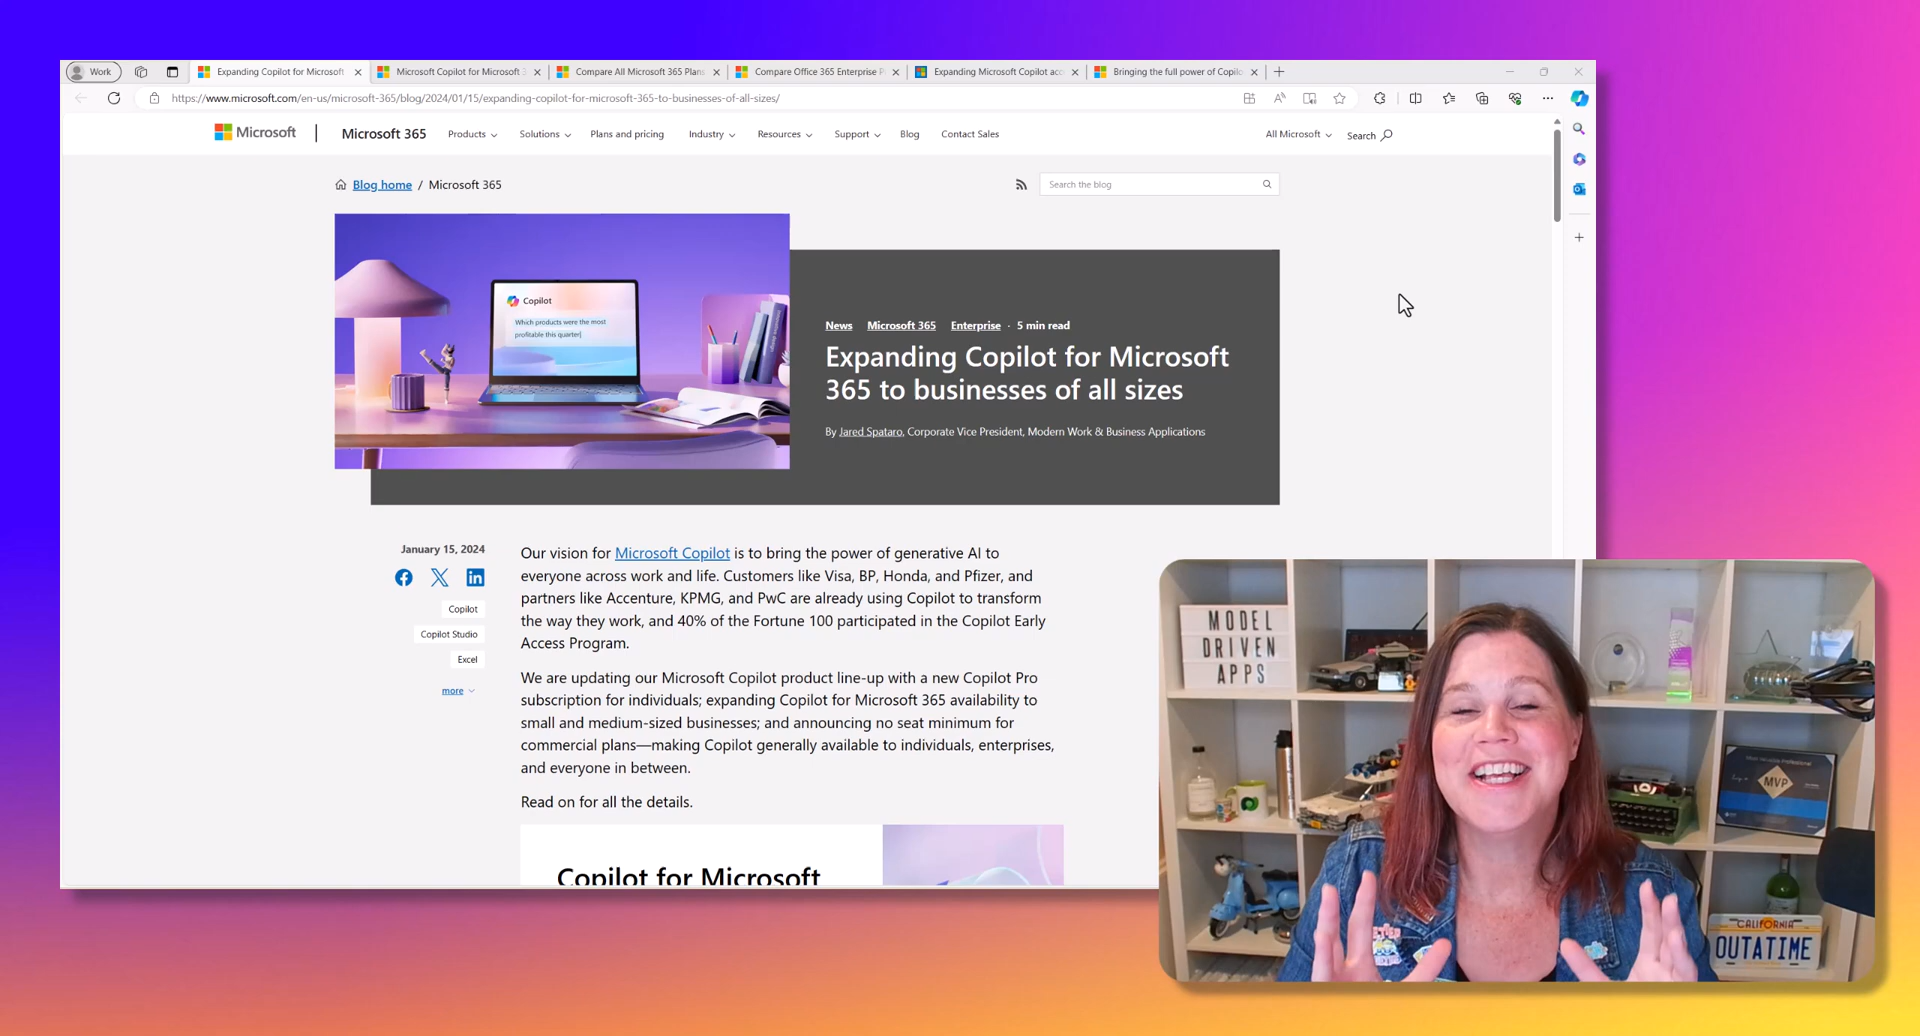 Work
Expanding Copilot for Microsoft
Microsoft Copilot for Microsoft 3
Compare All Microsoft 365 Plans
Compare Office 365 Enterprise P
Expanding Microsoft Copilot acc
Bringing the full power of Copilo
https://www.microsoft.com/en-us/microsoft-365/blog/2024/01/15/expanding-copilot-for-microsoft-365-to-businesses-of-all-sizes/
Microsoft
Microsoft 365
Products
Solutions
Plans and pricing
Industry
Resources
Support
Blog
Contact Sales
All Microsoft
Search
Blog home / Microsoft 365
Search the blog
Copilot
Which products were the most
profitable this quarter
News Microsoft 365 Enterprise · 5 min read
Expanding Copilot for Microsoft
365 to businesses of all sizes
By Jared Spataro, Corporate Vice President, Modern Work & Business Applications
January 15, 2024
Copilot
Copilot Studio
Excel
more
Our vision for Microsoft Copilot is to bring the power of generative AI to
everyone across work and life. Customers like Visa, BP, Honda, and Pfizer, and
partners like Accenture, KPMG, and PwC are already using Copilot to transform
the way they work, and 40% of the Fortune 100 participated in the Copilot Early
Access Program.
We are updating our Microsoft Copilot product line-up with a new Copilot Pro
subscription for individuals; expanding Copilot for Microsoft 365 availability to
small and medium-sized businesses; and announcing no seat minimum for
commercial plans—making Copilot generally available to individuals, enterprises,
and everyone in between.
Read on for all the details.
Copilot for Microsoft
MODEL
DRIVEN
APPS
MVP
CALIFORNIA
OUTATIME